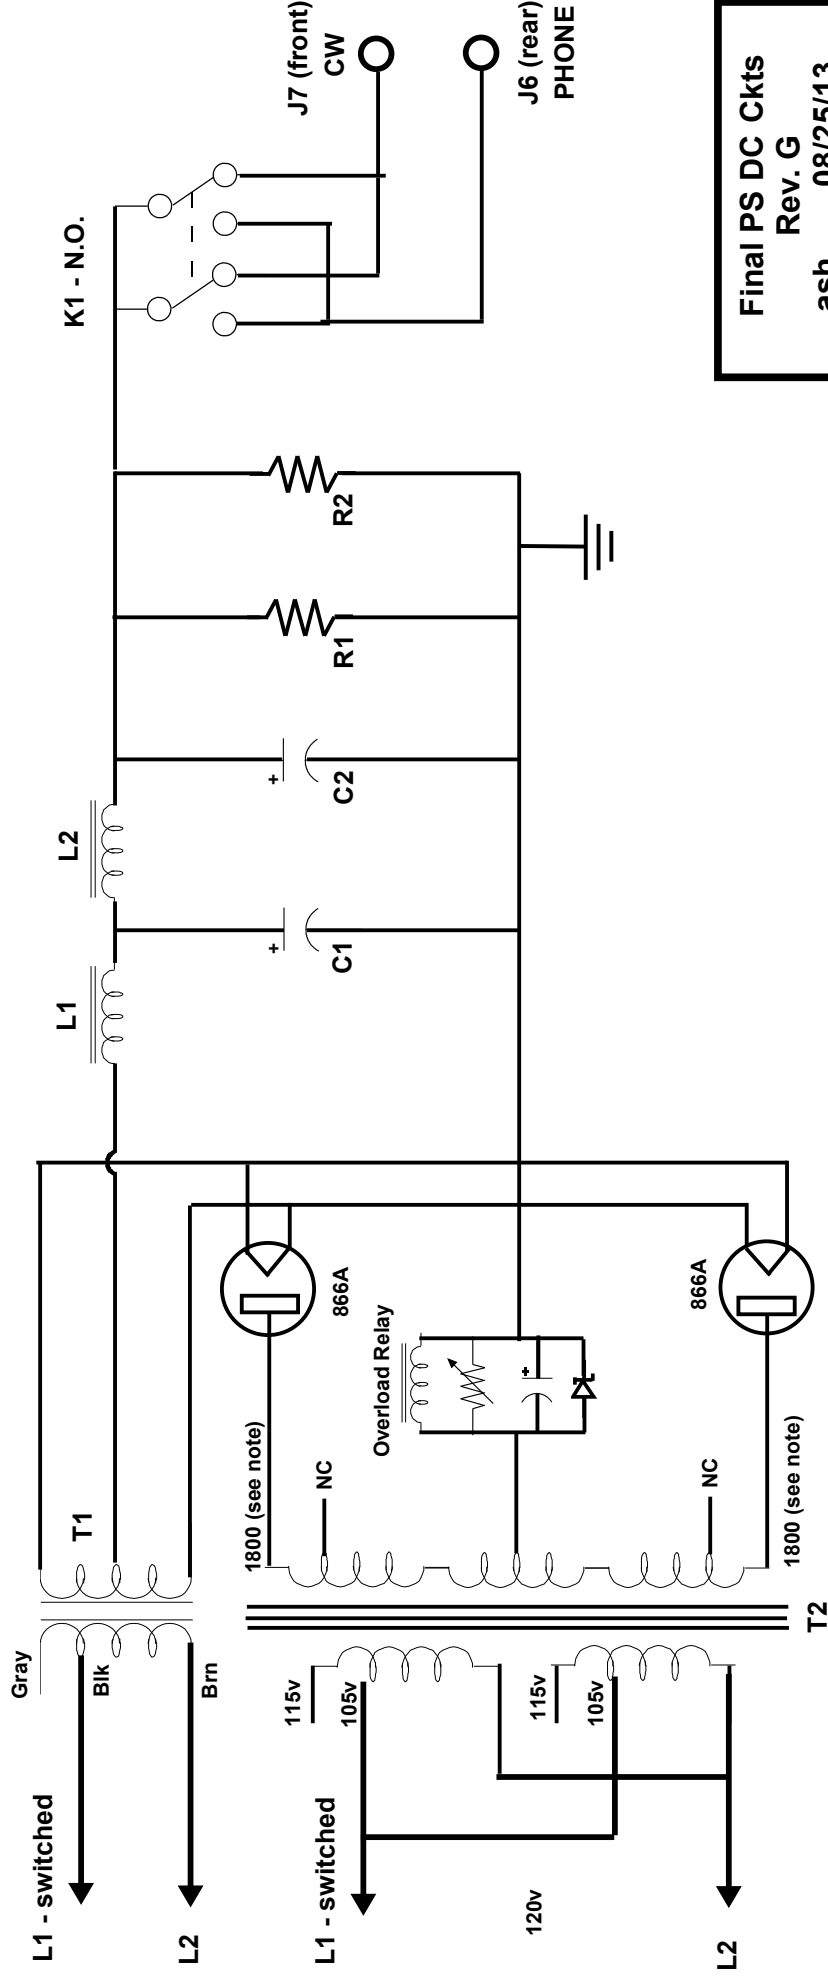 Gray
T1
Blk
L1 - switched
Brn
L2
1800 (see note)
866A
115v
NC
105v
Overload Relay
L1 - switched
120v
115v
NC
105v
866A
1800 (see note)
L2
T2
L1
L2
C1
C2
R1
R2
K1 - N.O.
J7 (front)
CW
J6 (rear)
PHONE
Final PS DC Ckts
Rev. G
+
+
+